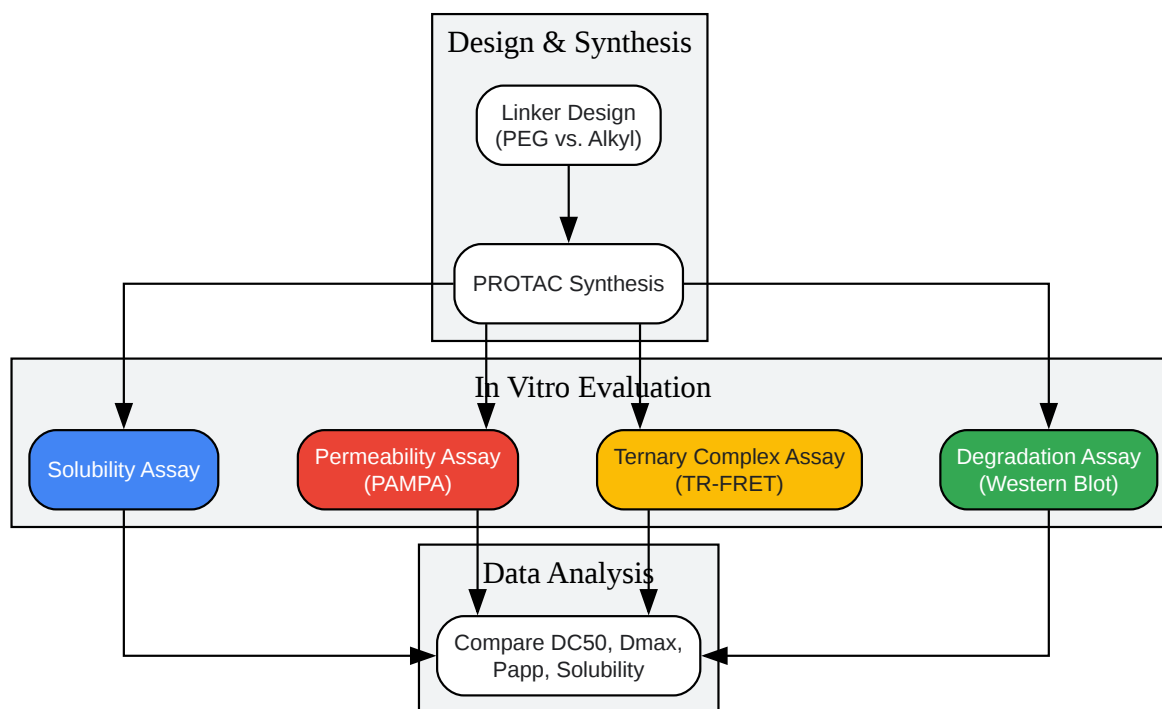 Design & Synthesis
Linker Design
(PEG vs. Alkyl)
PROTAC Synthesis
In Vitro Evaluation
Solubility Assay
Permeability Assay
(PAMPA)
Ternary Complex Assay
(TR-FRET)
Degradation Assay
(Western Blot)
Data Analysis
Compare DC50, Dmax,
Papp, Solubility